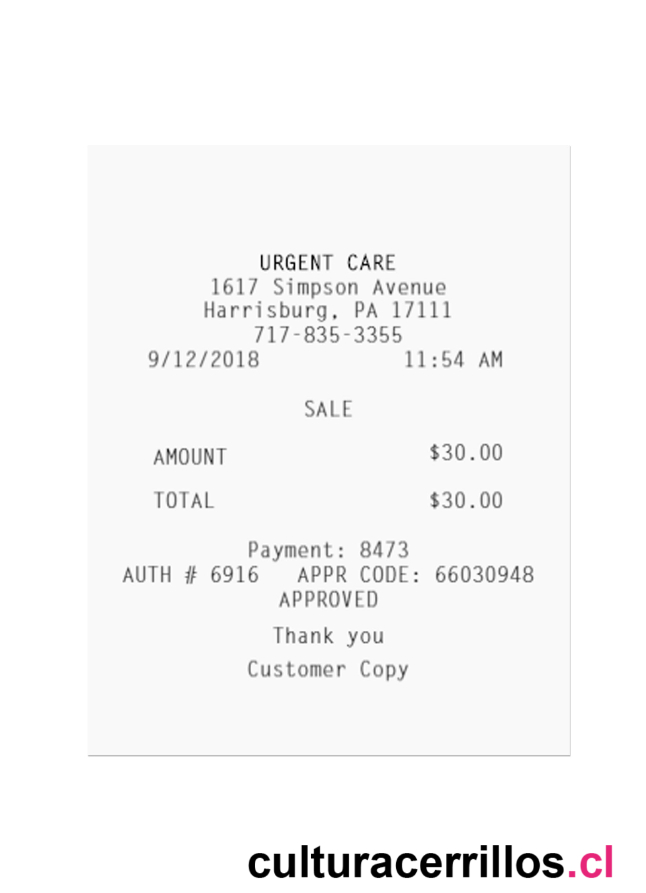 URGENT CARE
1617 Simpson Avenue
Harrisburg, PA 17111
717-835-3355
9/12/2018 11:54 AM
SALE
AMOUNT $30.00
TOTAL $30.00
Payment: 8473
AUTH # 6916 APPR CODE: 66030948
APPROVED
Thank you
Customer Copy
culturacerrillos.cl